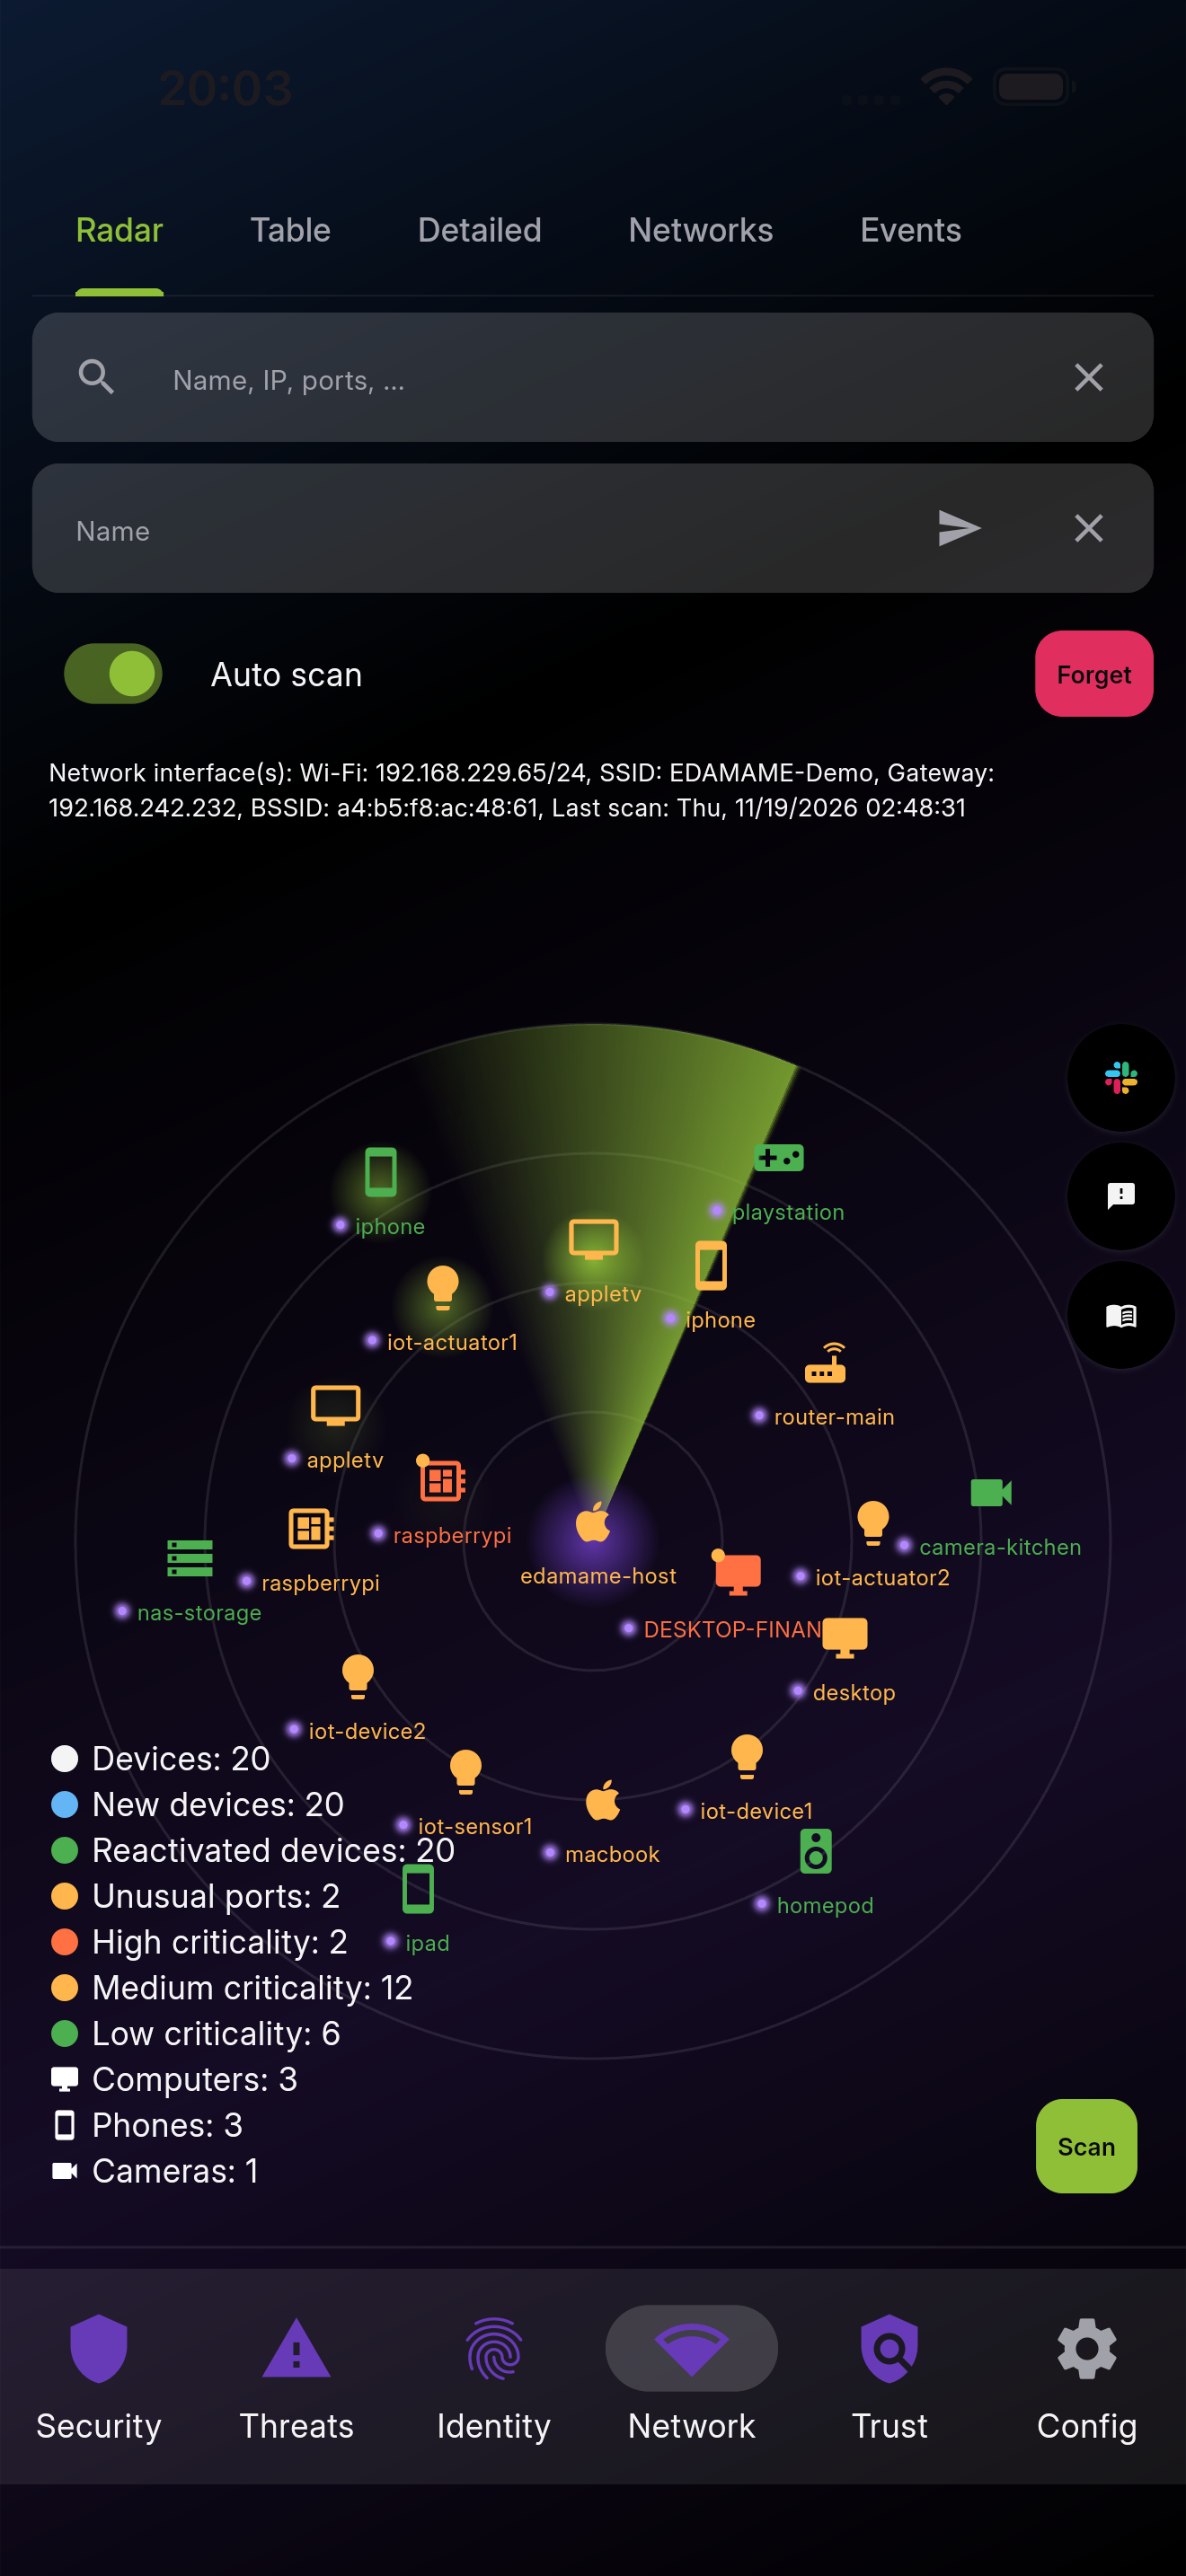 20:03
Radar Table Detailed Networks Events
Name, IP, ports, ...
Name
Auto scan
Forget
Network interface(s): Wi-Fi: 192.168.229.65/24, SSID: EDAMAME-Demo, Gateway:
192.168.242.232, BSSID: a4:b5:f8:ac:48:61, Last scan: Thu, 11/19/2026 02:48:31
playstation
iphone
appletv
iphone
iot-actuator1
router-main
appletv
raspberrypi
camera-kitchen
edamame-host
iot-actuator2
raspberrypi
nas-storage
DESKTOP-FINAN
desktop
iot-device2
iot-device1
iot-sensor1
macbook
homepod
ipad
Devices: 20
New devices: 20
Reactivated devices: 20
Unusual ports: 2
High criticality: 2
Medium criticality: 12
Low criticality: 6
Computers: 3
Phones: 3
Cameras: 1
Scan
Security Threats Identity Network Trust Config